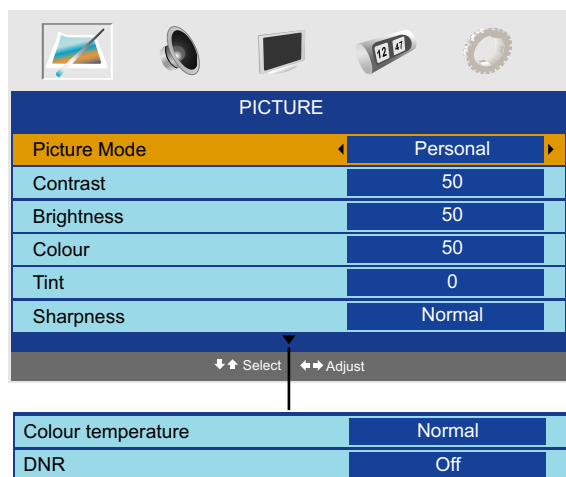 12 47
PICTURE
Picture Mode Personal
Contrast 50
Brightness 50
Colour 50
Tint 0
Sharpness Normal
Select Adjust
Colour temperature Normal
DNR Off